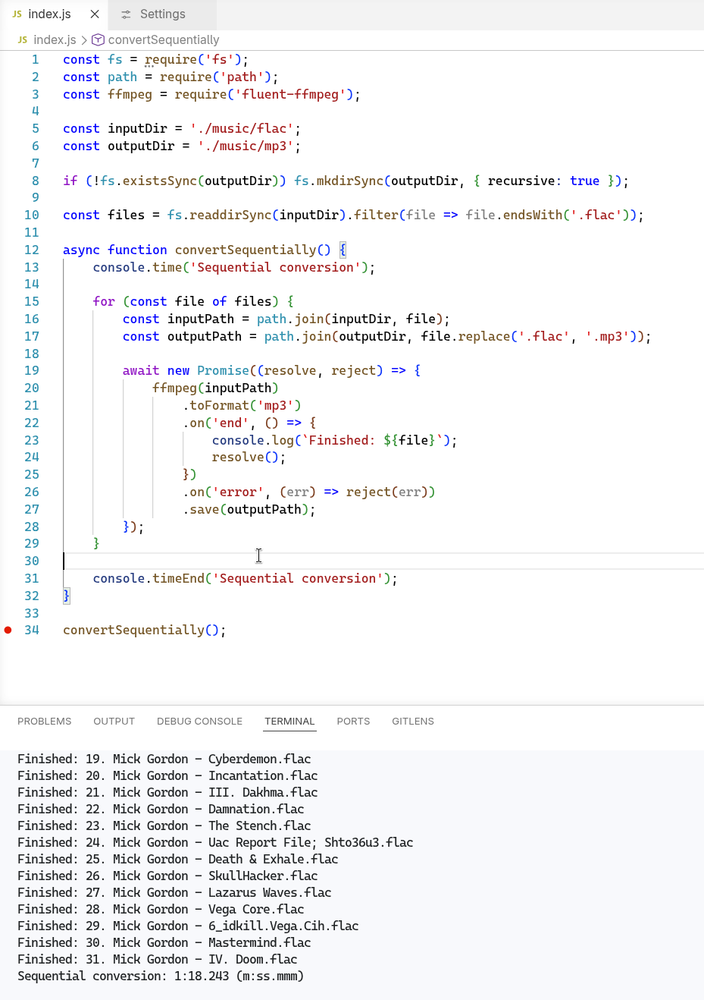 JS index.js Settings
JS index.js > convertSequentially
1 const fs = require('fs');
2 const path = require('path');
3 const ffmpeg = require('fluent-ffmpeg');
4
5 const inputDir = './music/flac';
6 const outputDir = './music/mp3';
7
8 if (!fs.existsSync(outputDir)) fs.mkdirSync(outputDir, { recursive: true });
9
10 const files = fs.readdirSync(inputDir).filter(file => file.endsWith('.flac'));
11
12 async function convertSequentially() {
13 console.time('Sequential conversion');
14
15 for (const file of files) {
16 const inputPath = path.join(inputDir, file);
17 const outputPath = path.join(outputDir, file.replace('.flac', '.mp3'));
18
19 await new Promise((resolve, reject) => {
20 ffmpeg(inputPath)
21 .toFormat('mp3')
22 .on('end', () => {
23 console.log(`Finished: ${file}`);
24 resolve();
25 })
26 .on('error', (err) => reject(err))
27 .save(outputPath);
28 });
29 }
30
31 console.timeEnd('Sequential conversion');
32 }
33
34 convertSequentially();
PROBLEMS OUTPUT DEBUG CONSOLE TERMINAL PORTS GITLENS
Finished: 19. Mick Gordon - Cyberdemon.flac
Finished: 20. Mick Gordon - Incantation.flac
Finished: 21. Mick Gordon - III. Dakhma.flac
Finished: 22. Mick Gordon - Damnation.flac
Finished: 23. Mick Gordon - The Stench.flac
Finished: 24. Mick Gordon - Uac Report File; Shto36u3.flac
Finished: 25. Mick Gordon - Death & Exhale.flac
Finished: 26. Mick Gordon - SkullHacker.flac
Finished: 27. Mick Gordon - Lazarus Waves.flac
Finished: 28. Mick Gordon - Vega Core.flac
Finished: 29. Mick Gordon - 6_idkill.Vega.Cih.flac
Finished: 30. Mick Gordon - Mastermind.flac
Finished: 31. Mick Gordon - IV. Doom.flac
Sequential conversion: 1:18.243 (m:ss.mmm)